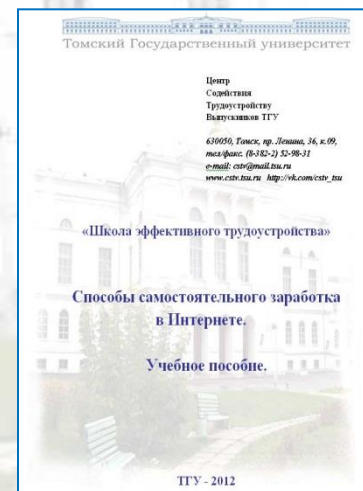 Томский Государственный университет
Центр
Содействия
Трудоустройству
Выпускников ТГУ
630050, Томск, пр. Ленина, 36, к.09,
тел/факс. (8-382-2) 52-98-31
e-mail: cstv@mail.tsu.ru
www.cstv.tsu.ru http://vk.com/cstv_tsu
«Школа эффективного трудоустройства»
Способы самостоятельного заработка
в Интернете.
Учебное пособие.
ТГУ - 2012